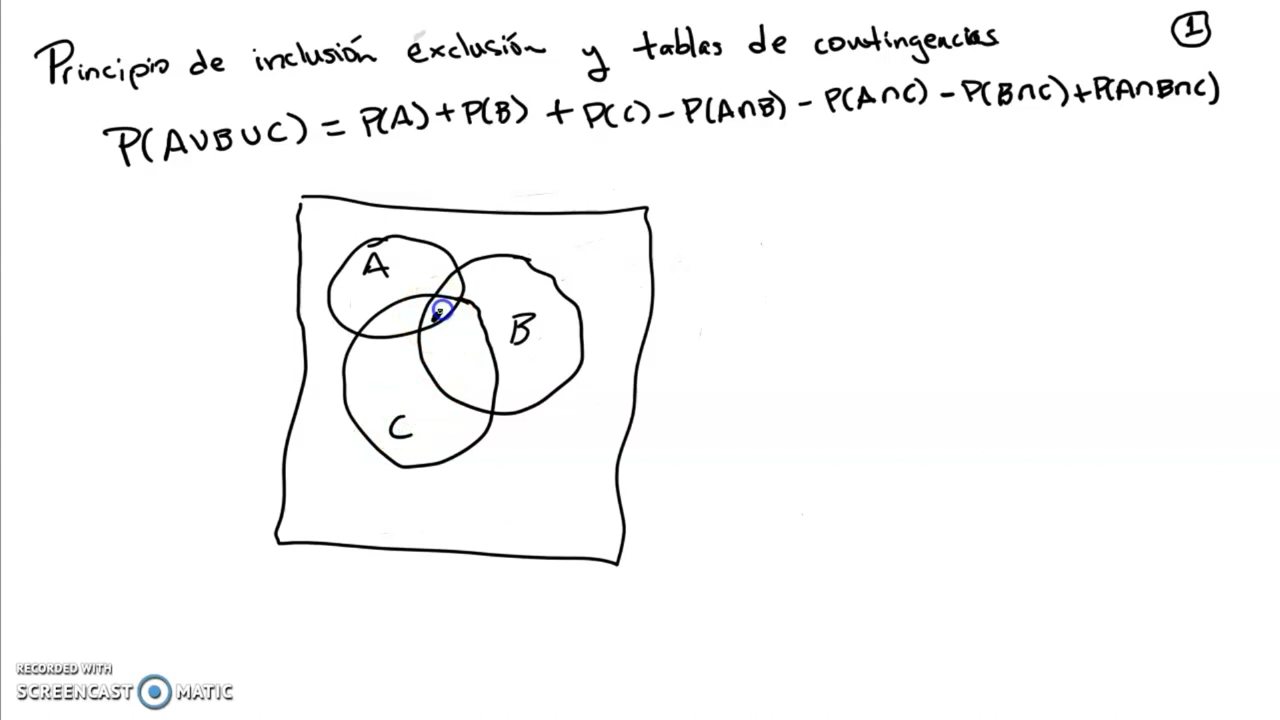 Principio de inclusión exclusión y tablas de contingencias
1
P(A∪B∪C) = P(A) + P(B) + P(C) - P(A∩B) - P(A∩C) - P(B∩C) + P(A∩B∩C)
A
B
C
RECORDED WITH
SCREENCAST MATIC